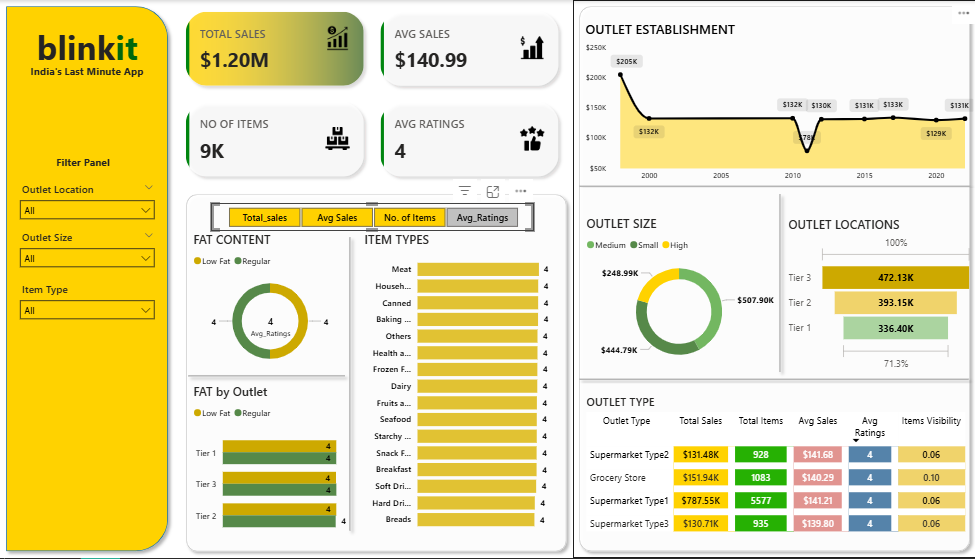 blinkit
India's Last Minute App
Filter Panel
Outlet Location
All
Outlet Size
All
Item Type
All
TOTAL SALES
$1.20M
AVG SALES
$140.99
NO OF ITEMS
9K
AVG RATINGS
4
Total_sales Avg Sales No. of Items Avg_Ratings
FAT CONTENT
Low Fat Regular
4 4 4
Avg_Ratings
FAT by Outlet
Low Fat Regular
Tier 1 4
4
Tier 3 4
4
Tier 2 4
4
ITEM TYPES
Meat 4
Househ... 4
Canned 4
Baking ... 4
Others 4
Health a... 4
Frozen F... 4
Dairy 4
Fruits a... 4
Seafood 4
Starchy ... 4
Snack F... 4
Breakfast 4
Soft Dri... 4
Hard Dri... 4
Breads 4
OUTLET ESTABLISHMENT
$250K
$200K
$150K
$100K
$50K
$205K
$132K
$132K
$78K
$130K
$131K
$133K
$129K
$131K
2000 2005 2010 2015 2020
OUTLET SIZE
Medium Small High
$248.99K
$507.90K
$444.79K
OUTLET LOCATIONS
100%
Tier 3 472.13K
Tier 2 393.15K
Tier 1 336.40K
71.3%
OUTLET TYPE
Outlet Type Total Sales Total Items Avg Sales Avg Ratings Items Visibility
Supermarket Type2 $131.48K 928 $141.68 4 0.06
Grocery Store $151.94K 1083 $140.29 4 0.10
Supermarket Type1 $787.55K 5577 $141.21 4 0.06
Supermarket Type3 $130.71K 935 $139.80 4 0.06